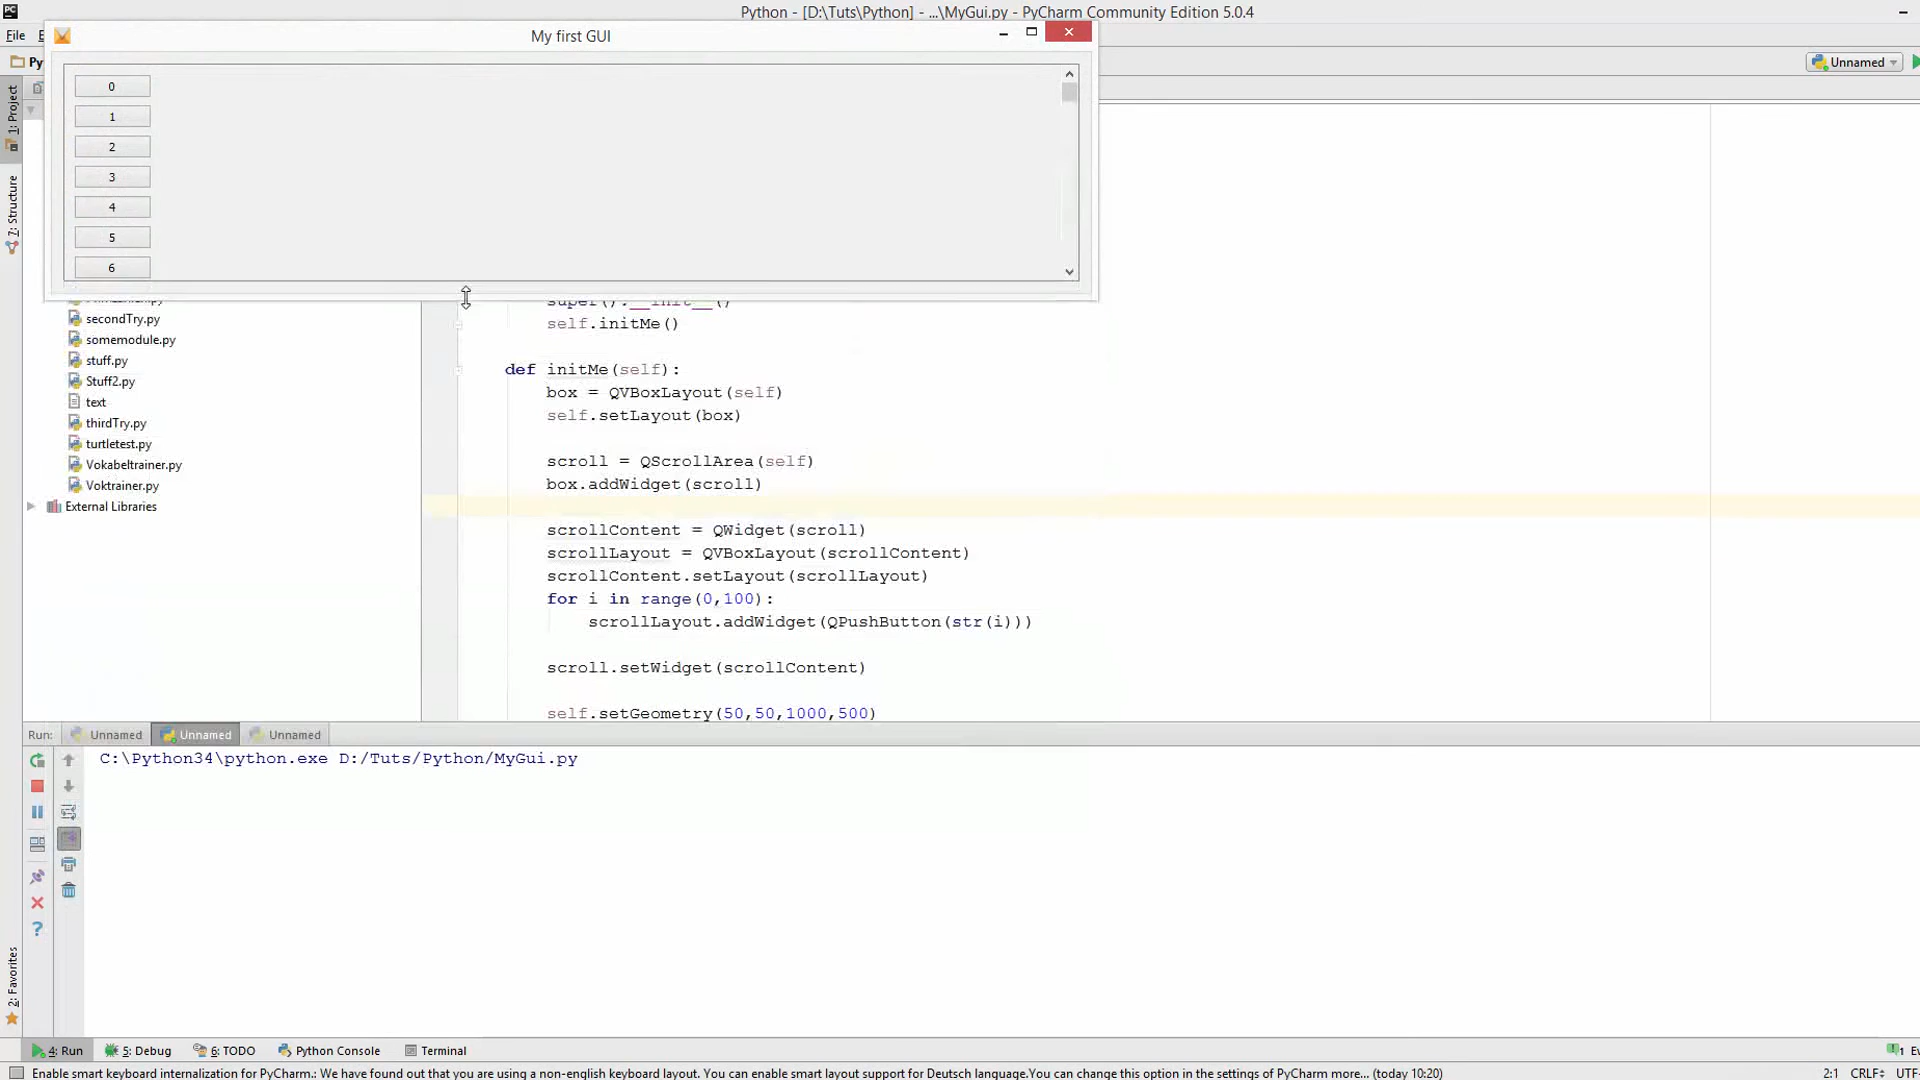 Python - [D:\Tuts\Python] - ...\MyGui.py - PyCharm Community Edition 5.0.4
File
My first GUI
Py
Unnamed
0
1
2
3
4
5
6
1: Project
7: Structure
super().__init__()
secondTry.py
self.initMe()
somemodule.py
stuff.py
def initMe(self):
Stuff2.py
box = QVBoxLayout(self)
text
self.setLayout(box)
thirdTry.py
turtletest.py
Vokabeltrainer.py
scroll = QScrollArea(self)
Voktrainer.py
box.addWidget(scroll)
External Libraries
scrollContent = QWidget(scroll)
scrollLayout = QVBoxLayout(scrollContent)
scrollContent.setLayout(scrollLayout)
for i in range(0,100):
scrollLayout.addWidget(QPushButton(str(i)))
scroll.setWidget(scrollContent)
self.setGeometry(50,50,1000,500)
Run: Unnamed Unnamed Unnamed
C:\Python34\python.exe D:/Tuts/Python/MyGui.py
2: Favorites
4: Run 5: Debug 6: TODO Python Console Terminal 1 Ev
Enable smart keyboard internalization for PyCharm.: We have found out that you are using a non-english keyboard layout. You can enable smart layout support for Deutsch language.You can change this option in the settings of PyCharm more... (today 10:20) 2:1 CRLF UTF-